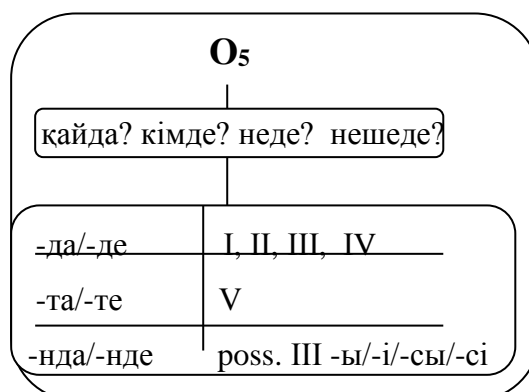 O₅
қайда? кімде? неде? нешеде?
-да/-де I, II, III, IV
-та/-те V
-нда/-нде poss. III -ы/-і/-сы/-сі